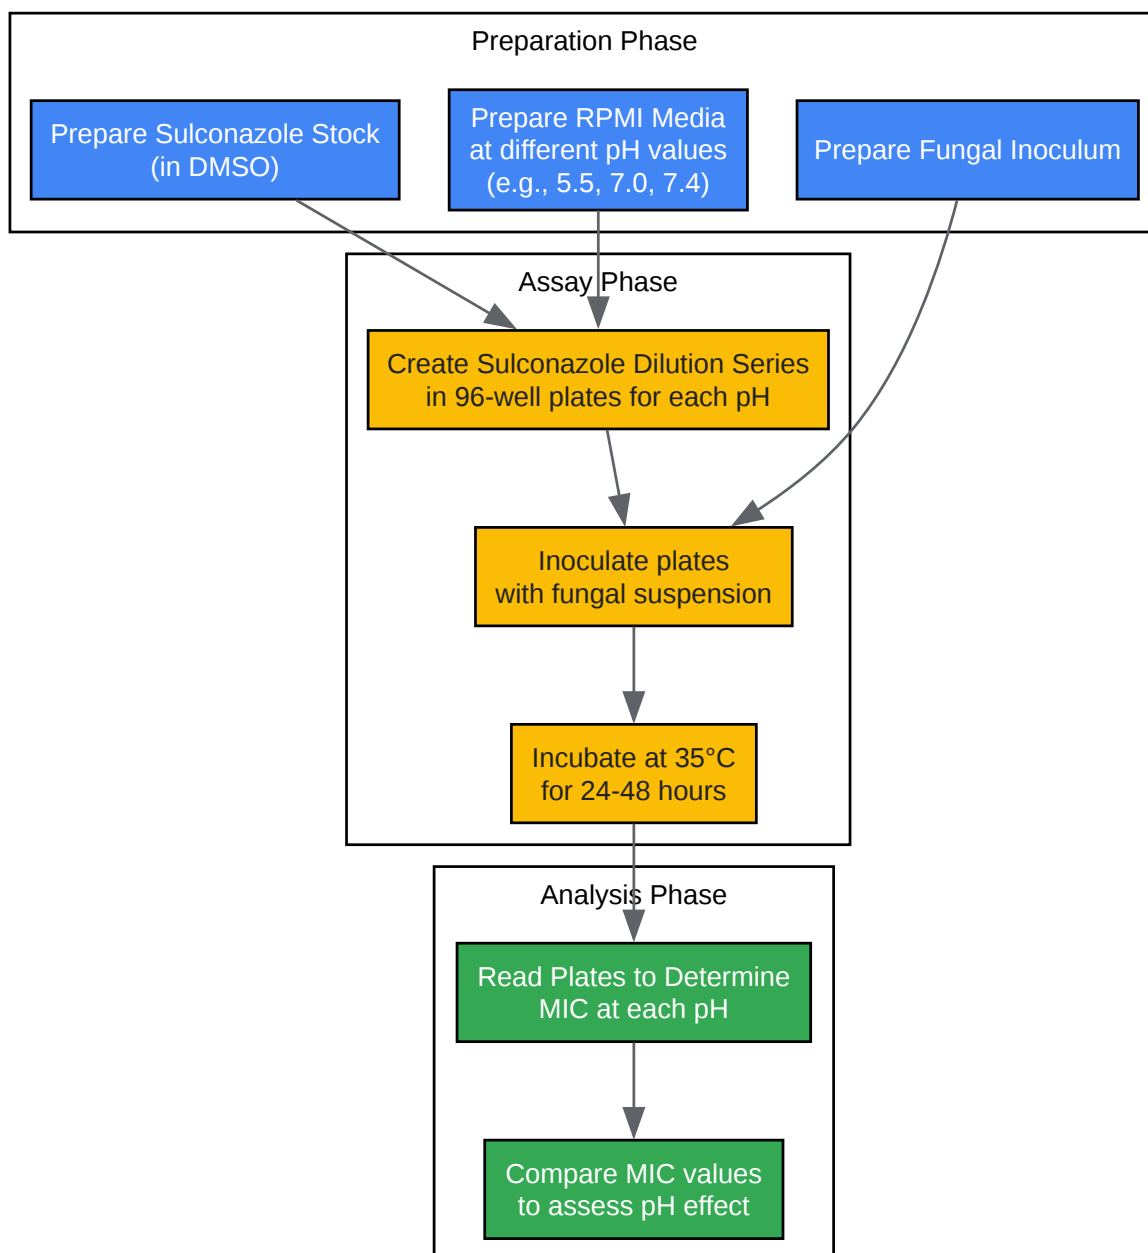 Preparation Phase
Prepare Sulconazole Stock
(in DMSO)
Prepare RPMI Media
at different pH values
(e.g., 5.5, 7.0, 7.4)
Prepare Fungal Inoculum
Assay Phase
Create Sulconazole Dilution Series
in 96-well plates for each pH
Inoculate plates
with fungal suspension
Incubate at 35°C
for 24-48 hours
Analysis Phase
Read Plates to Determine
MIC at each pH
Compare MIC values
to assess pH effect